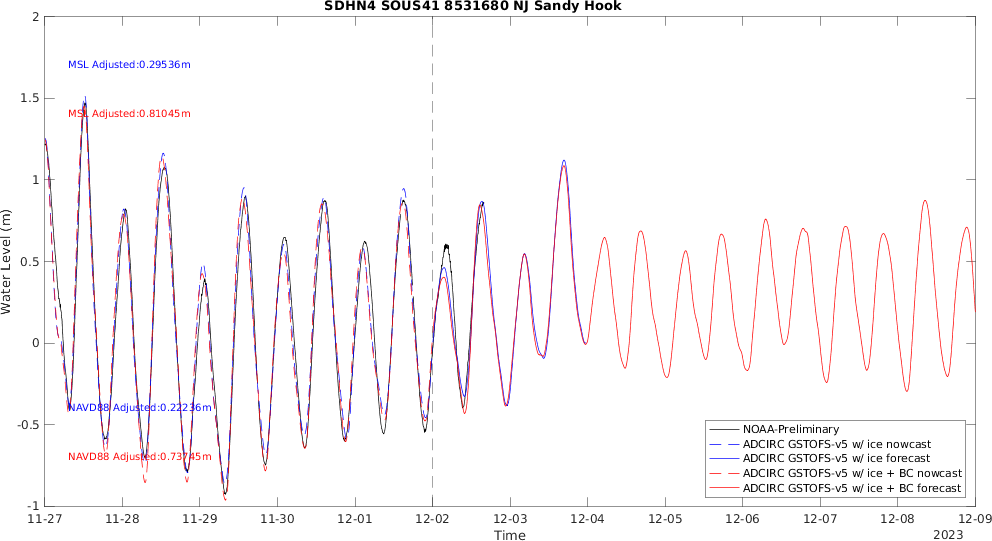 SDHN4 SOUS41 8531680 NJ Sandy Hook
2
1.5
1
0.5
0
-0.5
-1
Water Level (m)
MSL Adjusted:0.29536m
MSL Adjusted:0.81045m
NAVD88 Adjusted:0.22236m
NAVD88 Adjusted:0.73745m
NOAA-Preliminary
ADCIRC GSTOFS-v5 w/ ice nowcast
ADCIRC GSTOFS-v5 w/ ice forecast
ADCIRC GSTOFS-v5 w/ ice + BC nowcast
ADCIRC GSTOFS-v5 w/ ice + BC forecast
11-27 11-28 11-29 11-30 12-01 12-02 12-03 12-04 12-05 12-06 12-07 12-08 12-09
Time
2023